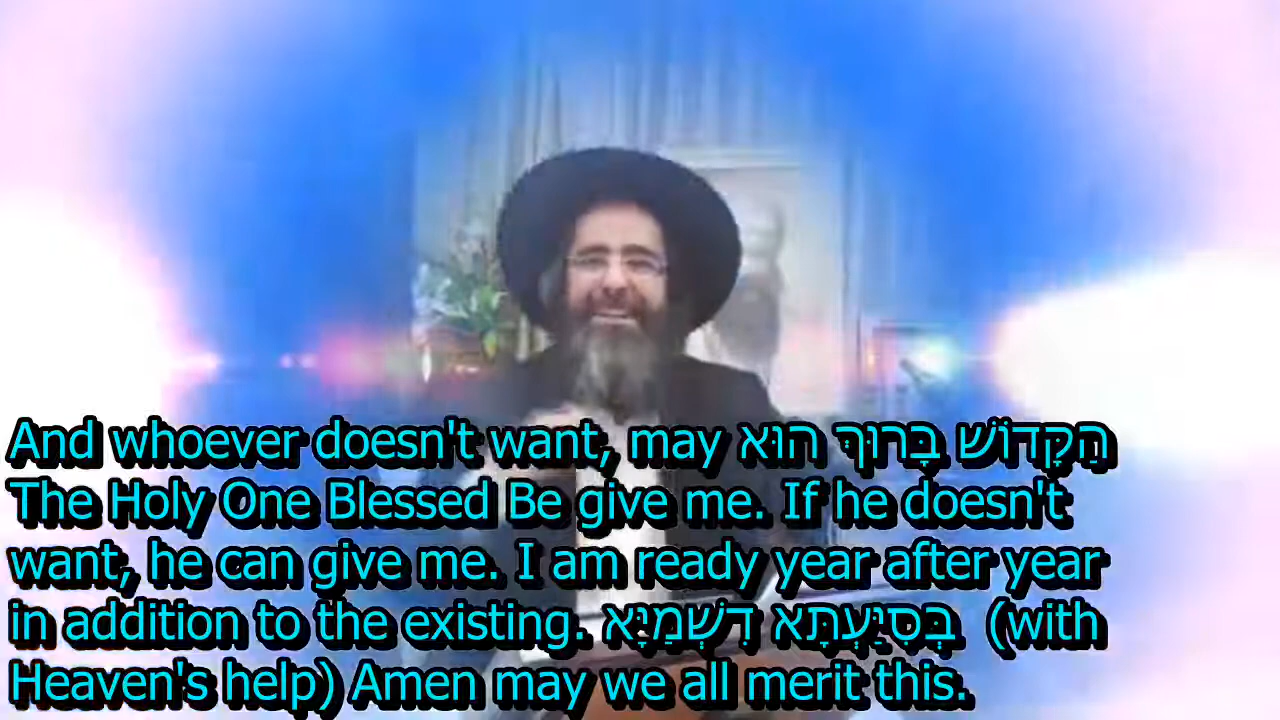 And whoever doesn't want, may הַקָּדוֹשׁ בָּרוּךְ הוּא
The Holy One Blessed Be give me. If he doesn't
want, he can give me. I am ready year after year
in addition to the existing. בְּסִיַּעְתָּא דִּשְׁמַיָּא (with
Heaven's help) Amen may we all merit this.